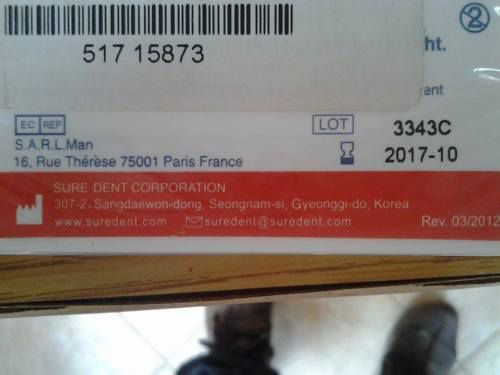 517 15873
ht.
ent
EC REP
S.A.R.L.Man
16, Rue Thérèse 75001 Paris France
LOT 3343C
2017-10
SURE DENT CORPORATION
307-2, Sangdaewon-dong, Seongnam-si, Gyeonggi-do, Korea
www.suredent.com suredent@suredent.com Rev. 03/2012